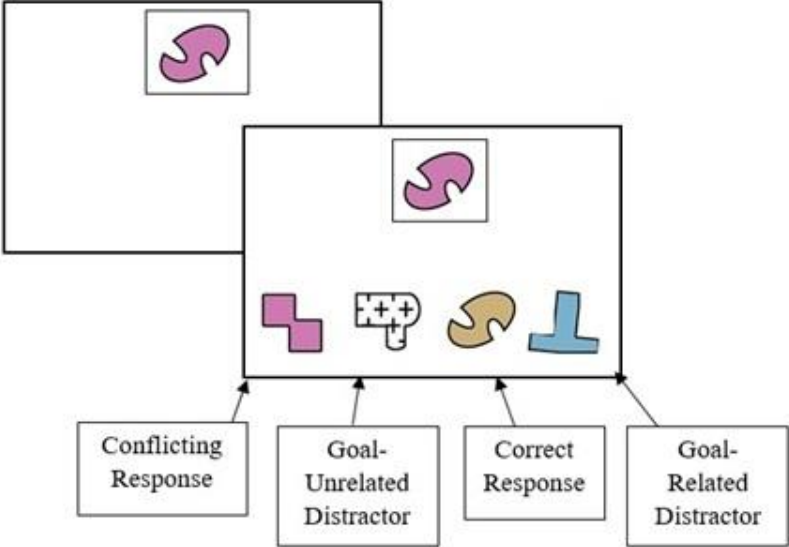 Conflicting
Response
Goal-
Unrelated
Distractor
Correct
Response
Goal-
Related
Distractor